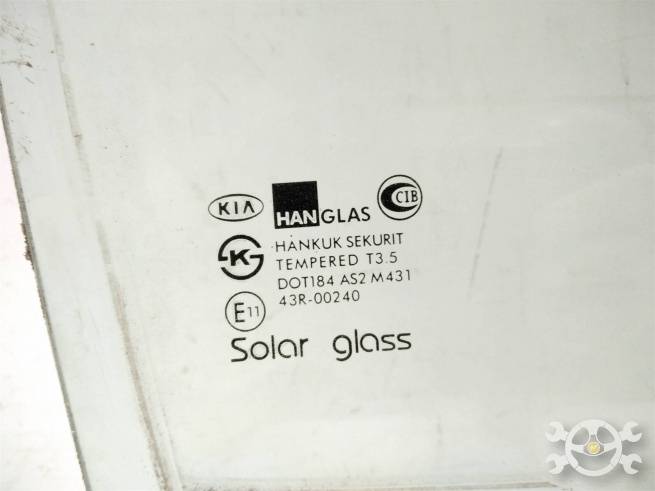 KIA HANGLAS CIB
K HANKUK SEKURIT
TEMPERED T3.5
DOT184 AS2 M431
E11 43R-00240
Solar glass